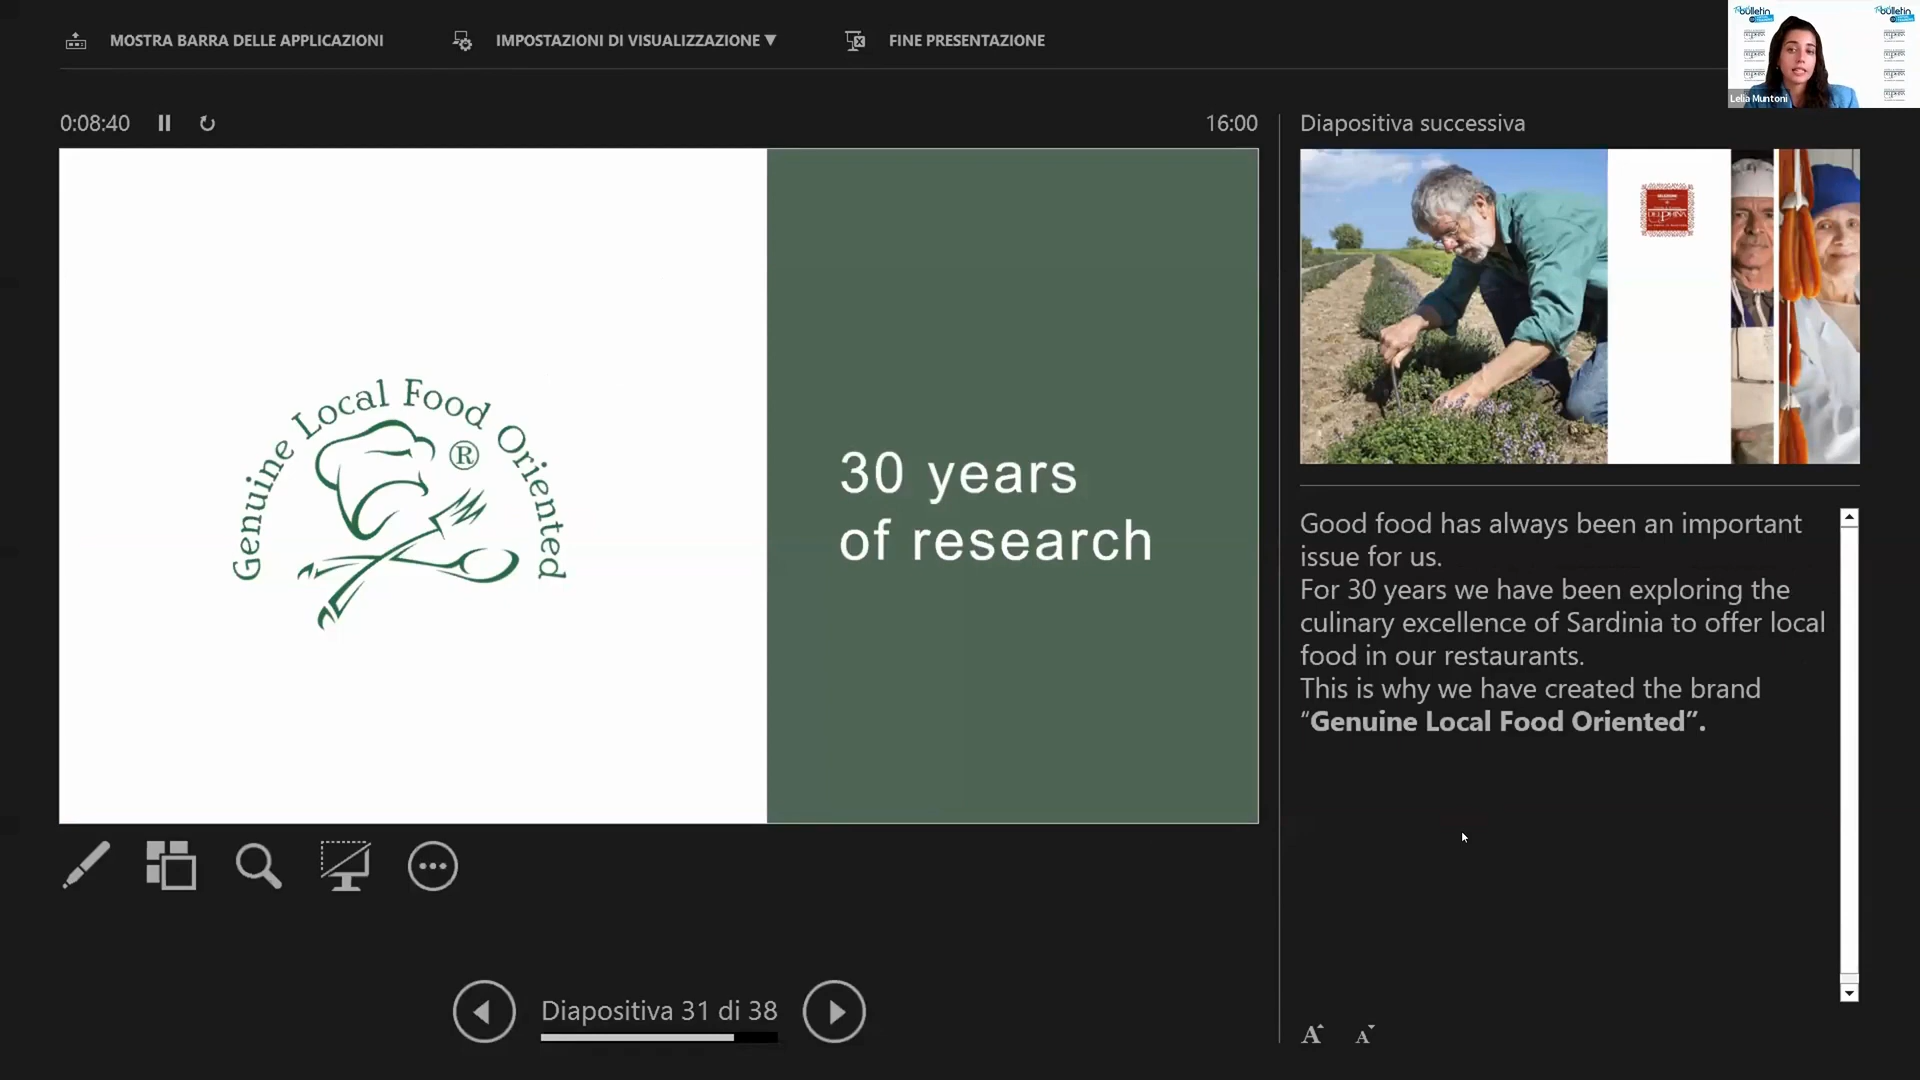 MOSTRA BARRA DELLE APPLICAZIONI
IMPOSTAZIONI DI VISUALIZZAZIONE ▼
FINE PRESENTAZIONE
bulletin
bulletin
Lelia Muntoni
0:08:40
16:00
Diapositiva successiva
Genuine Local Food Oriented
®
30 years
of research
DELPHINA
Good food has always been an important
issue for us.
For 30 years we have been exploring the
culinary excellence of Sardinia to offer local
food in our restaurants.
This is why we have created the brand
“Genuine Local Food Oriented”.
Diapositiva 31 di 38
A
A